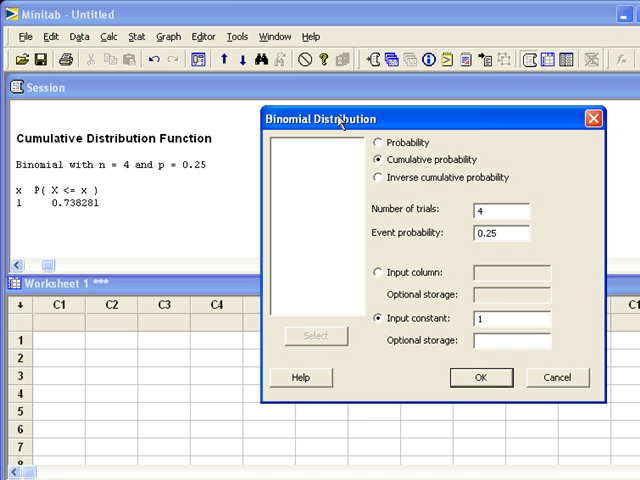 Minitab - Untitled
File Edit Data Calc Stat Graph Editor Tools Window Help
Session
Cumulative Distribution Function
Binomial with n = 4 and p = 0.25
x P( X <= x )
1 0.738281
Binomial Distribution
Probability
Cumulative probability
Inverse cumulative probability
Number of trials: 4
Event probability: 0.25
Input column:
Optional storage:
Input constant: 1
Optional storage:
Select
Help OK Cancel
Worksheet 1 ***
C1 C2 C3 C4
1
2
3
4
5
6
7